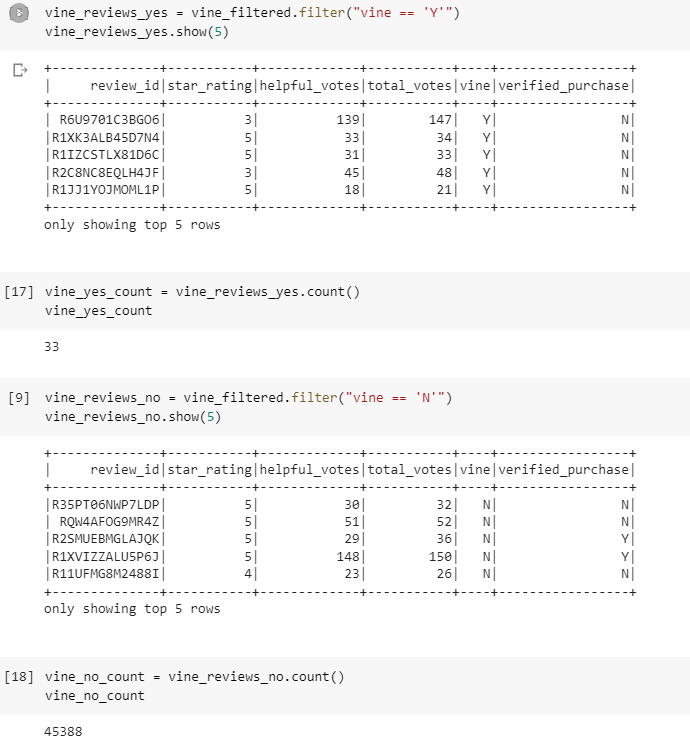 vine_reviews_yes = vine_filtered.filter("vine == 'Y'")
vine_reviews_yes.show(5)
+--------------+-----------+-------------+-----------+----+-----------------+
|     review_id|star_rating|helpful_votes|total_votes|vine|verified_purchase|
+--------------+-----------+-------------+-----------+----+-----------------+
| R6U9701C3BGO6|          3|          139|        147|   Y|                N|
|R1XK3ALB45D7N4|          5|           33|         34|   Y|                N|
|R1IZCSTLX81D6C|          5|           31|         33|   Y|                N|
|R2C8NC8EQLH4JF|          3|           45|         48|   Y|                N|
|R1JJ1YOJMOML1P|          5|           18|         21|   Y|                N|
+--------------+-----------+-------------+-----------+----+-----------------+
only showing top 5 rows
[17] vine_yes_count = vine_reviews_yes.count()
vine_yes_count
33
[9] vine_reviews_no = vine_filtered.filter("vine == 'N'")
vine_reviews_no.show(5)
+--------------+-----------+-------------+-----------+----+-----------------+
|     review_id|star_rating|helpful_votes|total_votes|vine|verified_purchase|
+--------------+-----------+-------------+-----------+----+-----------------+
|R35PT06NWP7LDP|          5|           30|         32|   N|                N|
| RQW4AFOG9MR4Z|          5|           51|         52|   N|                N|
|R2SMUEBMGLAJQK|          5|           29|         36|   N|                Y|
|R1XVIZZALU5P6J|          5|          148|        150|   N|                Y|
|R11UFMG8M2488I|          4|           23|         26|   N|                N|
+--------------+-----------+-------------+-----------+----+-----------------+
only showing top 5 rows
[18] vine_no_count = vine_reviews_no.count()
vine_no_count
45388